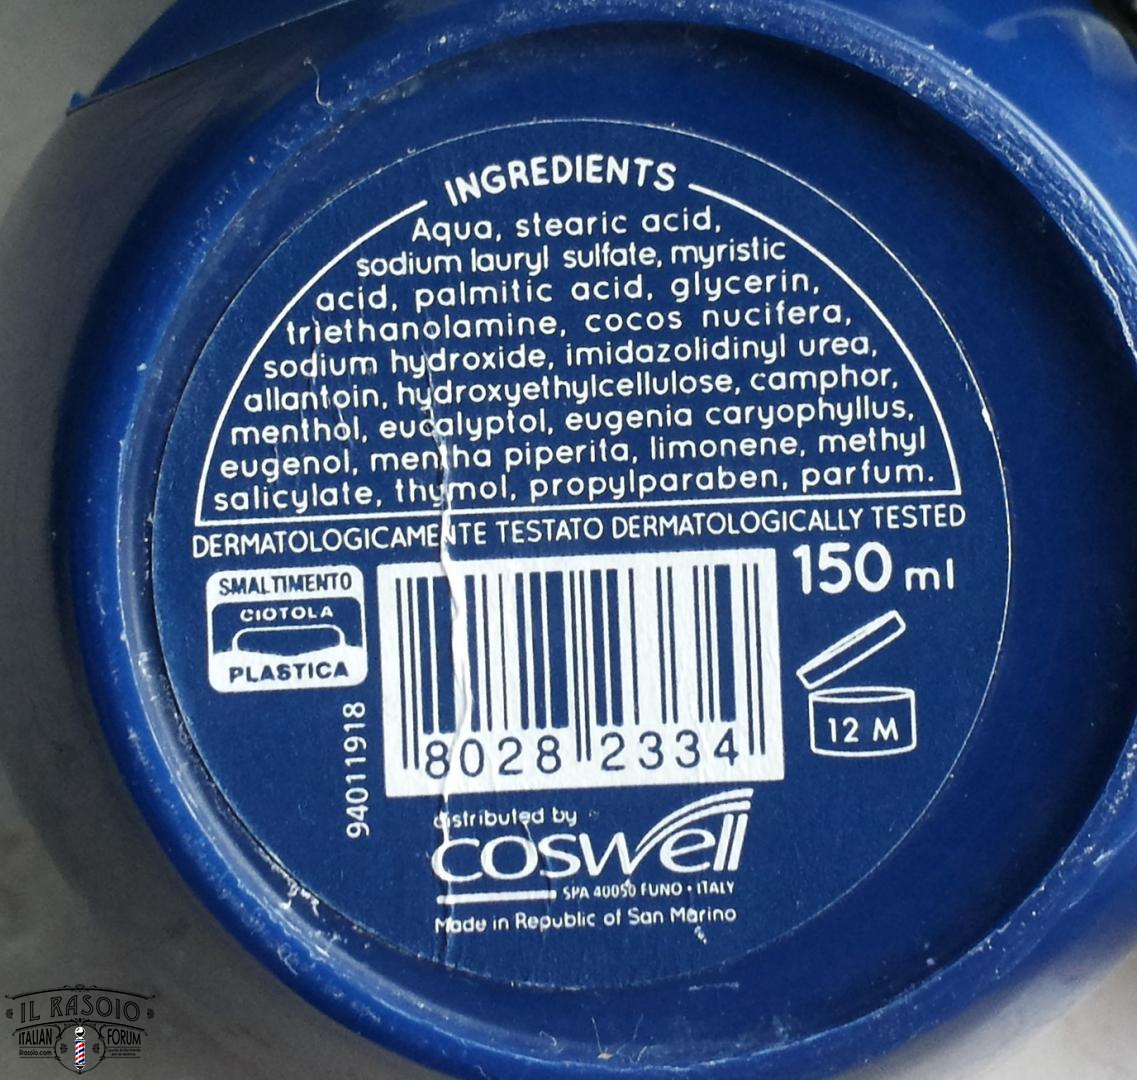 INGREDIENTS
Aqua, stearic acid,
sodium lauryl sulfate, myristic
acid, palmitic acid, glycerin,
triethanolamine, cocos nucifera,
sodium hydroxide, imidazolidinyl urea,
allantoin, hydroxyethylcellulose, camphor,
menthol, eucalyptol, eugenia caryophyllus,
eugenol, mentha piperita, limonene, methyl
salicylate, thymol, propylparaben, parfum.
DERMATOLOGICAMENTE TESTATO DERMATOLOGICALLY TESTED
SMALTIMENTO
CIOTOLA
PLASTICA
150 ml
12 M
94011918
8028 2334
distributed by
coswell
SPA 40050 FUNO • ITALY
Made in Republic of San Marino
IL RASOIO
ITALIAN FORUM
ilrasoio.com